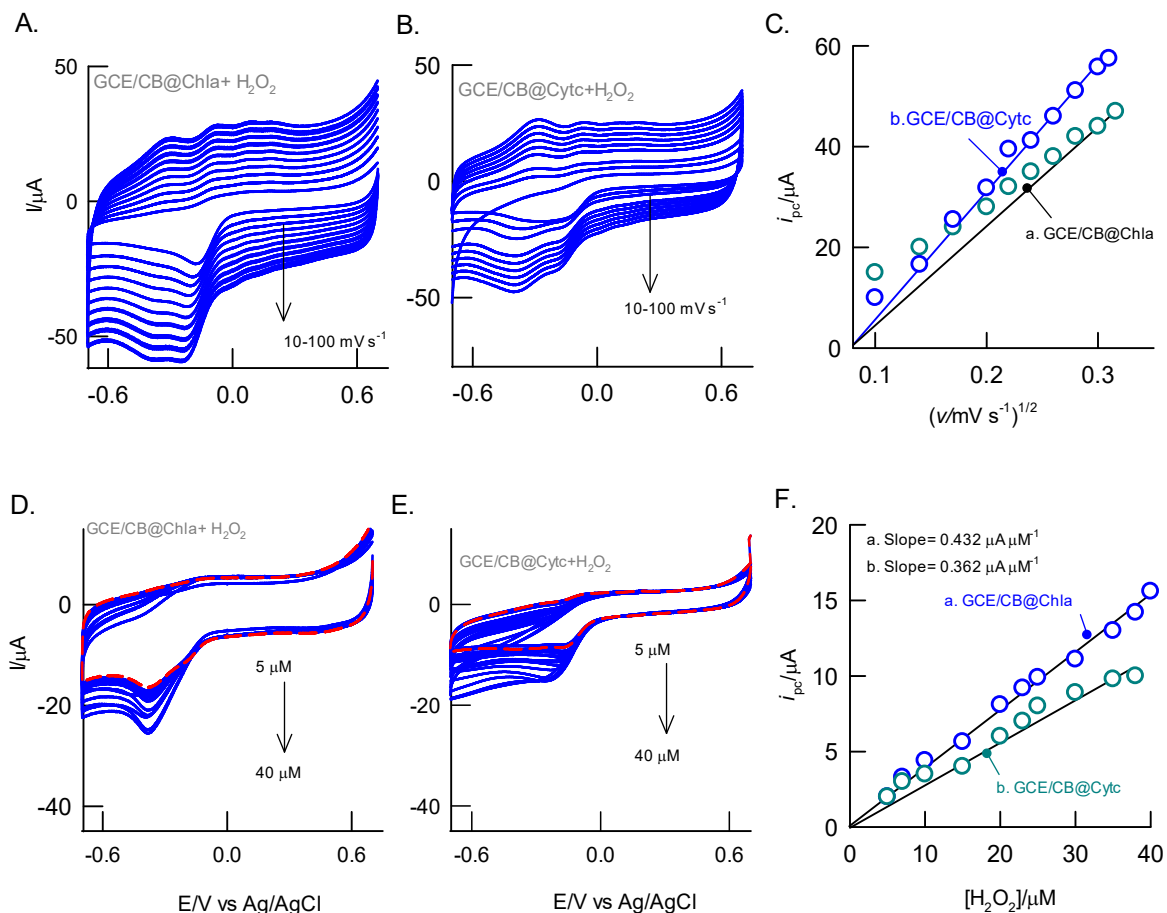 A.
GCE/CB@Chla+ H₂O₂
50
0
-50
I/µA
10-100 mV s⁻¹
-0.6 0.0 0.6
B.
GCE/CB@Cytc+H₂O₂
50
0
-50
10-100 mV s⁻¹
-0.6 0.0 0.6
C.
60
40
20
0
ipc/µA
b.GCE/CB@Cytc
a. GCE/CB@Chla
0.1 0.2 0.3
(v/mV s⁻¹)¹/²
D.
GCE/CB@Chla+ H₂O₂
0
-20
-40
I/µA
5 µM
40 µM
-0.6 0.0 0.6
E/V vs Ag/AgCl
E.
GCE/CB@Cytc+H₂O₂
0
-20
-40
5 µM
40 µM
-0.6 0.0 0.6
E/V vs Ag/AgCl
F.
20
15
10
5
0
ipc/µA
a. Slope= 0.432 µA µM⁻¹
b. Slope= 0.362 µA µM⁻¹
a. GCE/CB@Chla
b. GCE/CB@Cytc
0 10 20 30 40
[H₂O₂]/µM